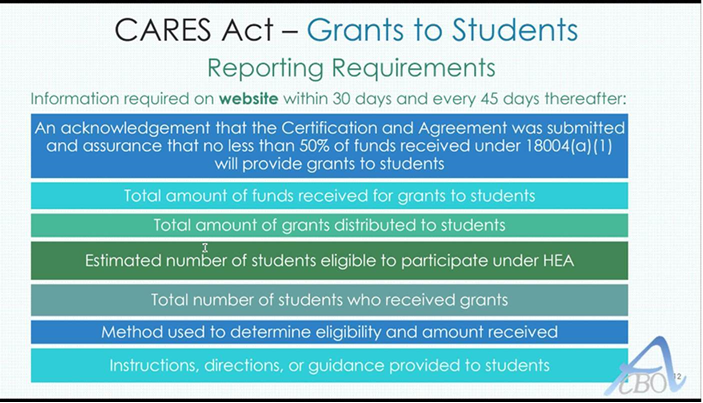 CARES Act – Grants to Students
Reporting Requirements
Information required on website within 30 days and every 45 days thereafter:
An acknowledgement that the Certification and Agreement was submitted
and assurance that no less than 50% of funds received under 18004(a)(1)
will provide grants to students
Total amount of funds received for grants to students
Total amount of grants distributed to students
Estimated number of students eligible to participate under HEA
Total number of students who received grants
Method used to determine eligibility and amount received
Instructions, directions, or guidance provided to students
ACBO
12